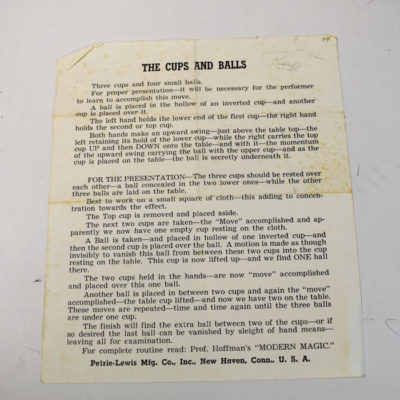 THE CUPS AND BALLS
Three cups and four small balls.
For proper presentation—it will be necessary for the performer
to learn to accomplish this move.
A ball is placed in the hollow of an inverted cup—and another
cup is placed over it.
The left hand holds the lower end of the first cup—the right hand
holds the second or top cup.
Both hands make an upward swing—just above the table top—the
left retaining its hold of the lower cup—while the right carries the top
cup UP and then DOWN onto the table—and with it—the momentum
of the upward swing carrying the ball with the upper cup—and as the
cup is placed on the table—the ball is secretly underneath it.
FOR THE PRESENTATION—The three cups should be rested over
each other—a ball concealed in the two lower ones—while the other
three balls are laid on the table.
Best to work on a small square of cloth—this adding to concen-
tration towards the effect.
The Top cup is removed and placed aside.
The next two cups are taken—the "Move" accomplished and ap-
parently we now have one empty cup resting on the cloth.
A Ball is taken—and placed in hollow of one inverted cup—and
then the second cup is placed over the ball. A motion is made as though
invisibly to vanish this ball from between these two cups into the cup
resting on the table. This cup is now lifted up—and we find ONE ball
there.
The two cups held in the hands—are now "move" accomplished
and placed over this one ball.
Another ball is placed in between two cups and again the "move"
accomplished—the table cup lifted—and now we have two on the table.
These moves are repeated—time and time again until the three balls
are under one cup.
The finish will find the extra ball between two of the cups—or if
so desired the last ball can be vanished by sleight of hand means—
leaving all for examination.
For complete routine read: Prof. Hoffman's "MODERN MAGIC."
Petrie-Lewis Mfg. Co., Inc., New Haven, Conn., U. S. A.